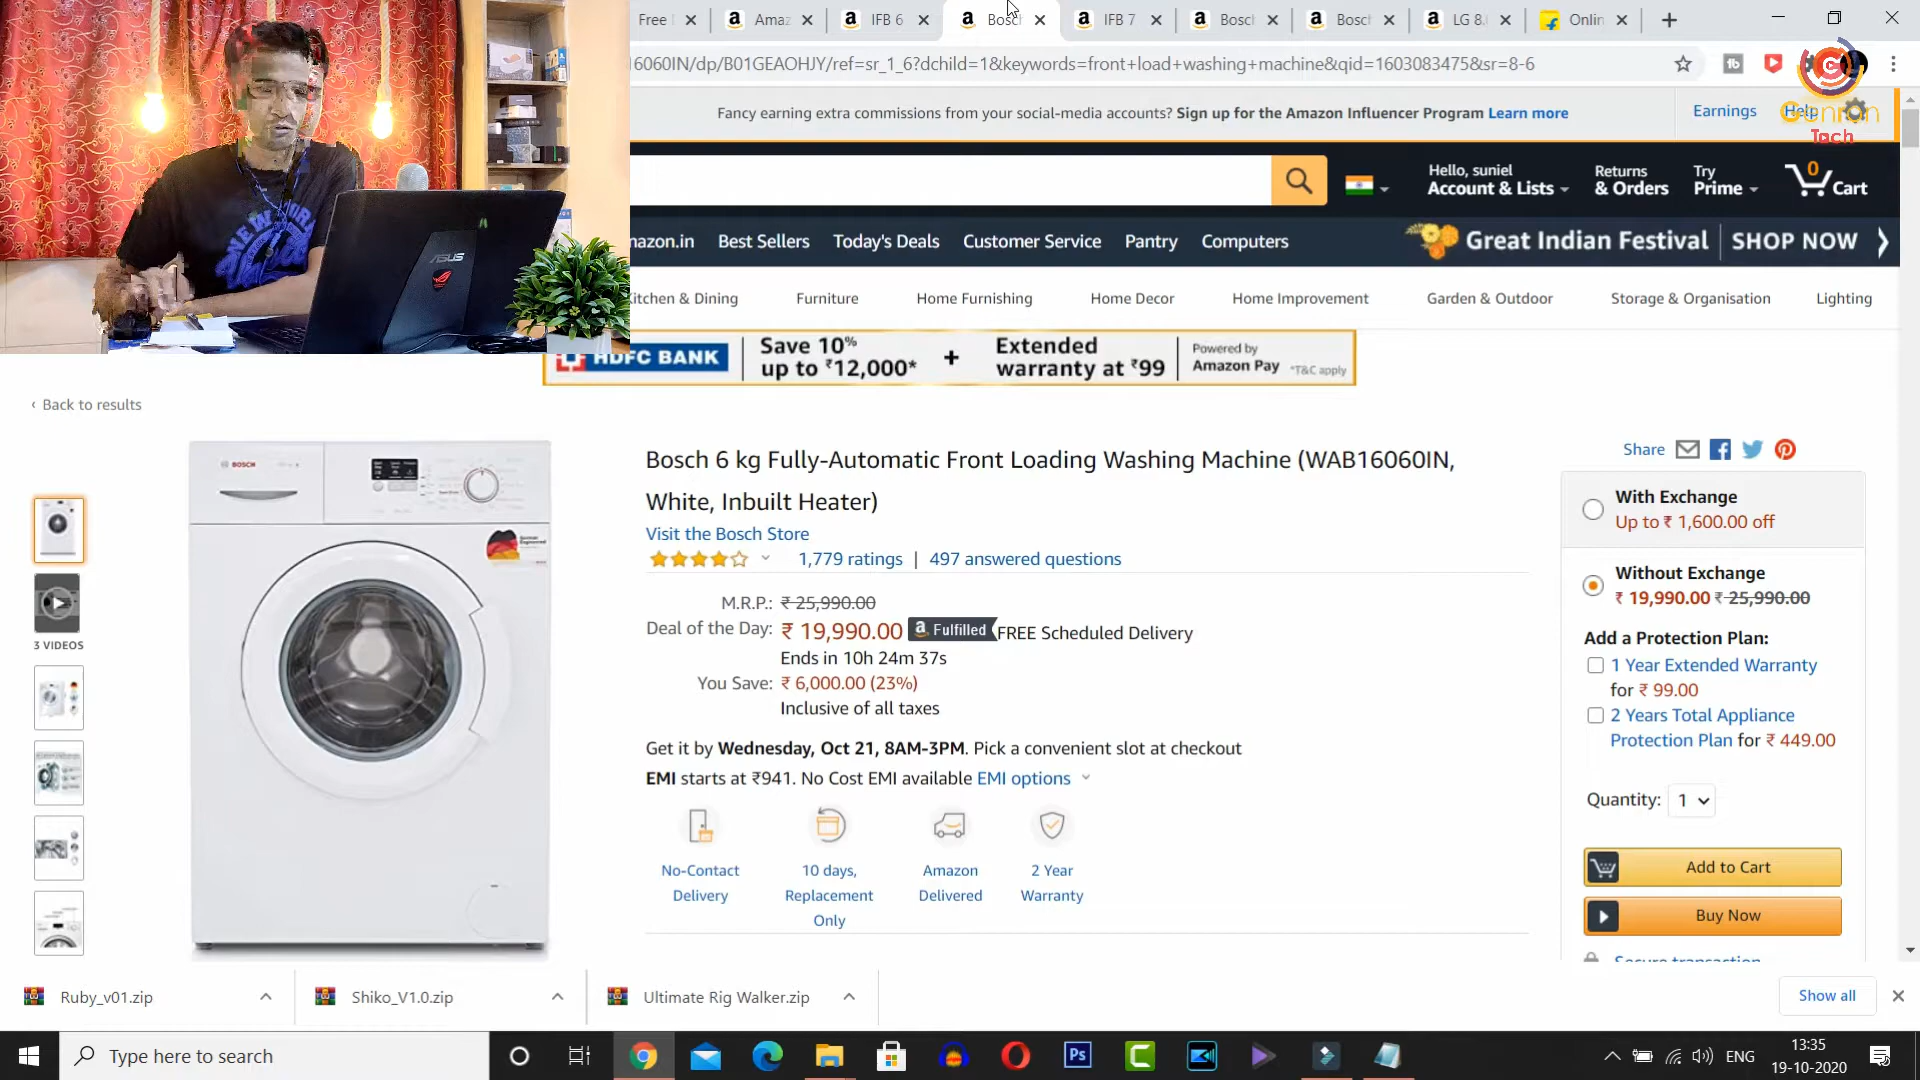 Free
Amaz
IFB 6
Bosch
IFB 7
Bosch
Bosch
LG 8.
Onlin
16060IN/dp/B01GEAOHJY/ref=sr_1_6?dchild=1&keywords=front+load+washing+machine&qid=1603083475&sr=8-6
Fancy earning extra commissions from your social-media accounts? Sign up for the Amazon Influencer Program Learn more
Earnings
Help
Genron
Tech
Hello, suniel
Account & Lists
Returns
& Orders
Try
Prime
0
Cart
mazon.in
Best Sellers
Today's Deals
Customer Service
Pantry
Computers
Great Indian Festival
SHOP NOW
Kitchen & Dining
Furniture
Home Furnishing
Home Decor
Home Improvement
Garden & Outdoor
Storage & Organisation
Lighting
ASUS
HDFC BANK
Save 10%
up to ₹12,000*
+
Extended
warranty at ₹99
Powered by
Amazon Pay
*T&C apply
‹ Back to results
Bosch 6 kg Fully-Automatic Front Loading Washing Machine (WAB16060IN,
White, Inbuilt Heater)
Visit the Bosch Store
1,779 ratings | 497 answered questions
M.R.P.: ₹ 25,990.00
Deal of the Day: ₹ 19,990.00 a Fulfilled FREE Scheduled Delivery
Ends in 10h 24m 37s
You Save: ₹ 6,000.00 (23%)
Inclusive of all taxes
Get it by Wednesday, Oct 21, 8AM-3PM. Pick a convenient slot at checkout
EMI starts at ₹941. No Cost EMI available EMI options
No-Contact
Delivery
10 days,
Replacement
Only
Amazon
Delivered
2 Year
Warranty
BOSCH
3 VIDEOS
Share
With Exchange
Up to ₹ 1,600.00 off
Without Exchange
₹ 19,990.00 ₹ 25,990.00
Add a Protection Plan:
1 Year Extended Warranty
for ₹ 99.00
2 Years Total Appliance
Protection Plan for ₹ 449.00
Quantity: 1
Add to Cart
Buy Now
Secure transaction
Ruby_v01.zip
Shiko_V1.0.zip
Ultimate Rig Walker.zip
Show all
Type here to search
Ps
ENG
13:35
19-10-2020